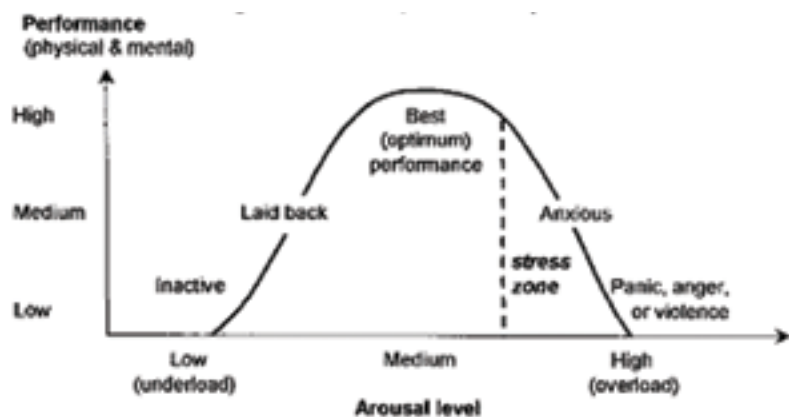 Performance
(physical & mental)
High
Best
(optimum)
performance
Medium
Laid back
Anxious
stress
zone
Inactive
Panic, anger,
or violence
Low
Low
(underload)
Medium
High
(overload)
Arousal level